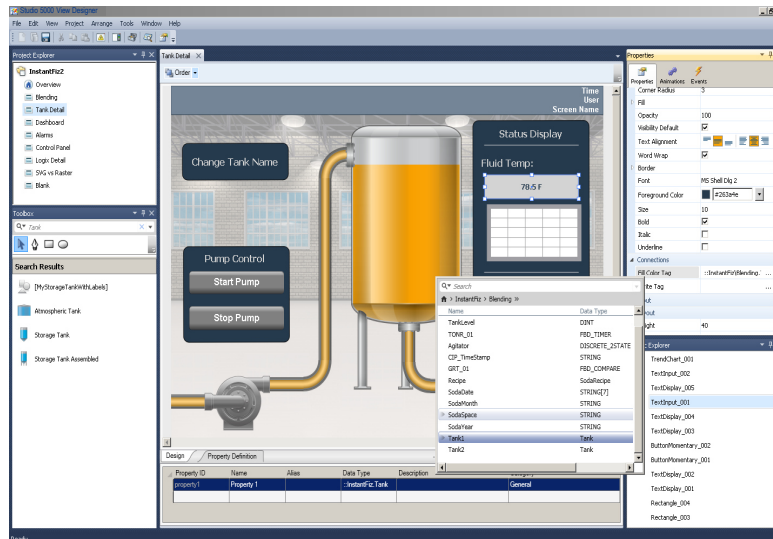 Studio 5000 View Designer
File Edit View Project Arrange Tools Window Help
Project Explorer
InstantFiz2
Overview
Blending
Tank Detail
Dashboard
Alarms
Control Panel
Logix Detail
SVG vs Raster
Blank
Toolbox
Tank
Search Results
[MyStorageTankWithLabels]
Atmospheric Tank
Storage Tank
Storage Tank Assembled
Tank Detail
Order
Time
User
Screen Name
Change Tank Name
Status Display
Fluid Temp:
78.5 F
Pump Control
Start Pump
Stop Pump
Search
InstantFiz > Blending »
Name Data Type
TankLevel DINT
TONR_01 FBD_TIMER
Agitator DISCRETE_2STATE
CIP_TimeStamp STRING
GRT_01 FBD_COMPARE
Recipe SodaRecipe
SodaDate STRING[7]
SodaMonth STRING
SodaSpace STRING
SodaYear STRING
Tank1 Tank
Tank2 Tank
Design Property Definition
Property ID Name Alias Data Type Description
property1 Property 1 ::InstantFiz.Tank General
Properties
Properties Animations Events
Corner Radius 3
Fill
Opacity 100
Visibility Default
Text Alignment
Word Wrap
Border
Font MS Shell Dlg 2
Foreground Color #263a4e
Size 10
Bold
Italic
Underline
Connections
Fill Color Tag ::InstantFiz\Blending. ...
ite Tag ...
ight 40
Explorer
TrendChart_001
TextInput_002
TextDisplay_005
TextInput_001
TextDisplay_004
TextDisplay_003
ButtonMomentary_002
ButtonMomentary_001
TextDisplay_002
TextDisplay_001
Rectangle_004
Rectangle_003